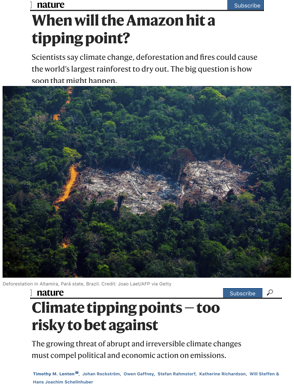 nature
Subscribe
When will the Amazon hit a
tipping point?
Scientists say climate change, deforestation and fires could cause
the world's largest rainforest to dry out. The big question is how
soon that might happen.
Deforestation in Altamira, Pará state, Brazil. Credit: Joao Laet/AFP via Getty
nature
Subscribe
Climate tipping points — too
risky to bet against
The growing threat of abrupt and irreversible climate changes
must compel political and economic action on emissions.
Timothy M. Lenton, Johan Rockström, Owen Gaffney, Stefan Rahmstorf, Katherine Richardson, Will Steffen &
Hans Joachim Schellnhuber